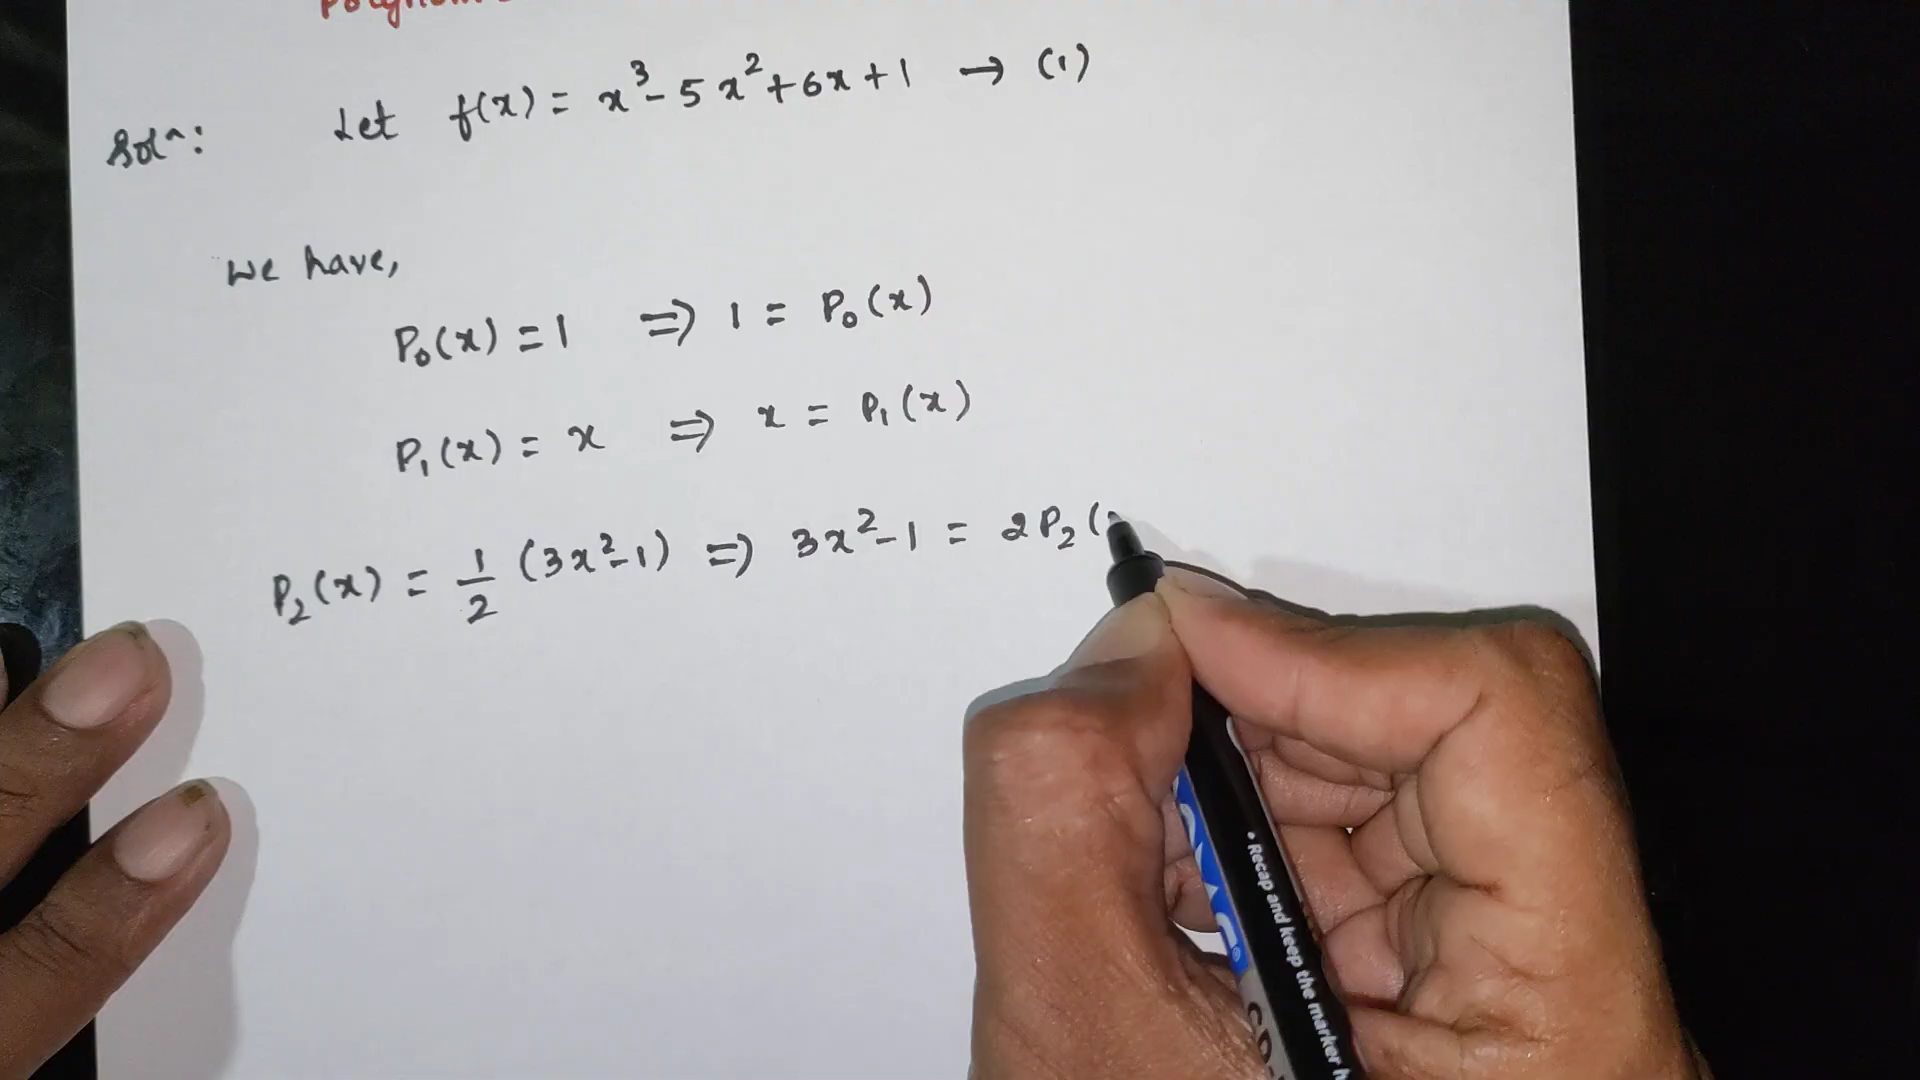 Let f(x) = x³ - 5x² + 6x + 1 → (1)
Solⁿ:
We have,
P₀(x) = 1 ⇒ 1 = P₀(x)
P₁(x) = x ⇒ x = P₁(x)
P₂(x) = 1/2 (3x² - 1) ⇒ 3x² - 1 = 2P₂(
• Recap and keep the marker